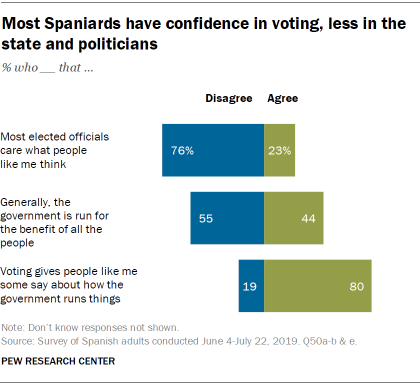 Most Spaniards have confidence in voting, less in the
state and politicians
% who __ that ...
Disagree Agree
Most elected officials
care what people
like me think
76% 23%
Generally, the
government is run for
the benefit of all the
people
55 44
Voting gives people like me
some say about how the
government runs things
19 80
Note: Don't know responses not shown.
Source: Survey of Spanish adults conducted June 4-July 22, 2019. Q50a-b & e.
PEW RESEARCH CENTER